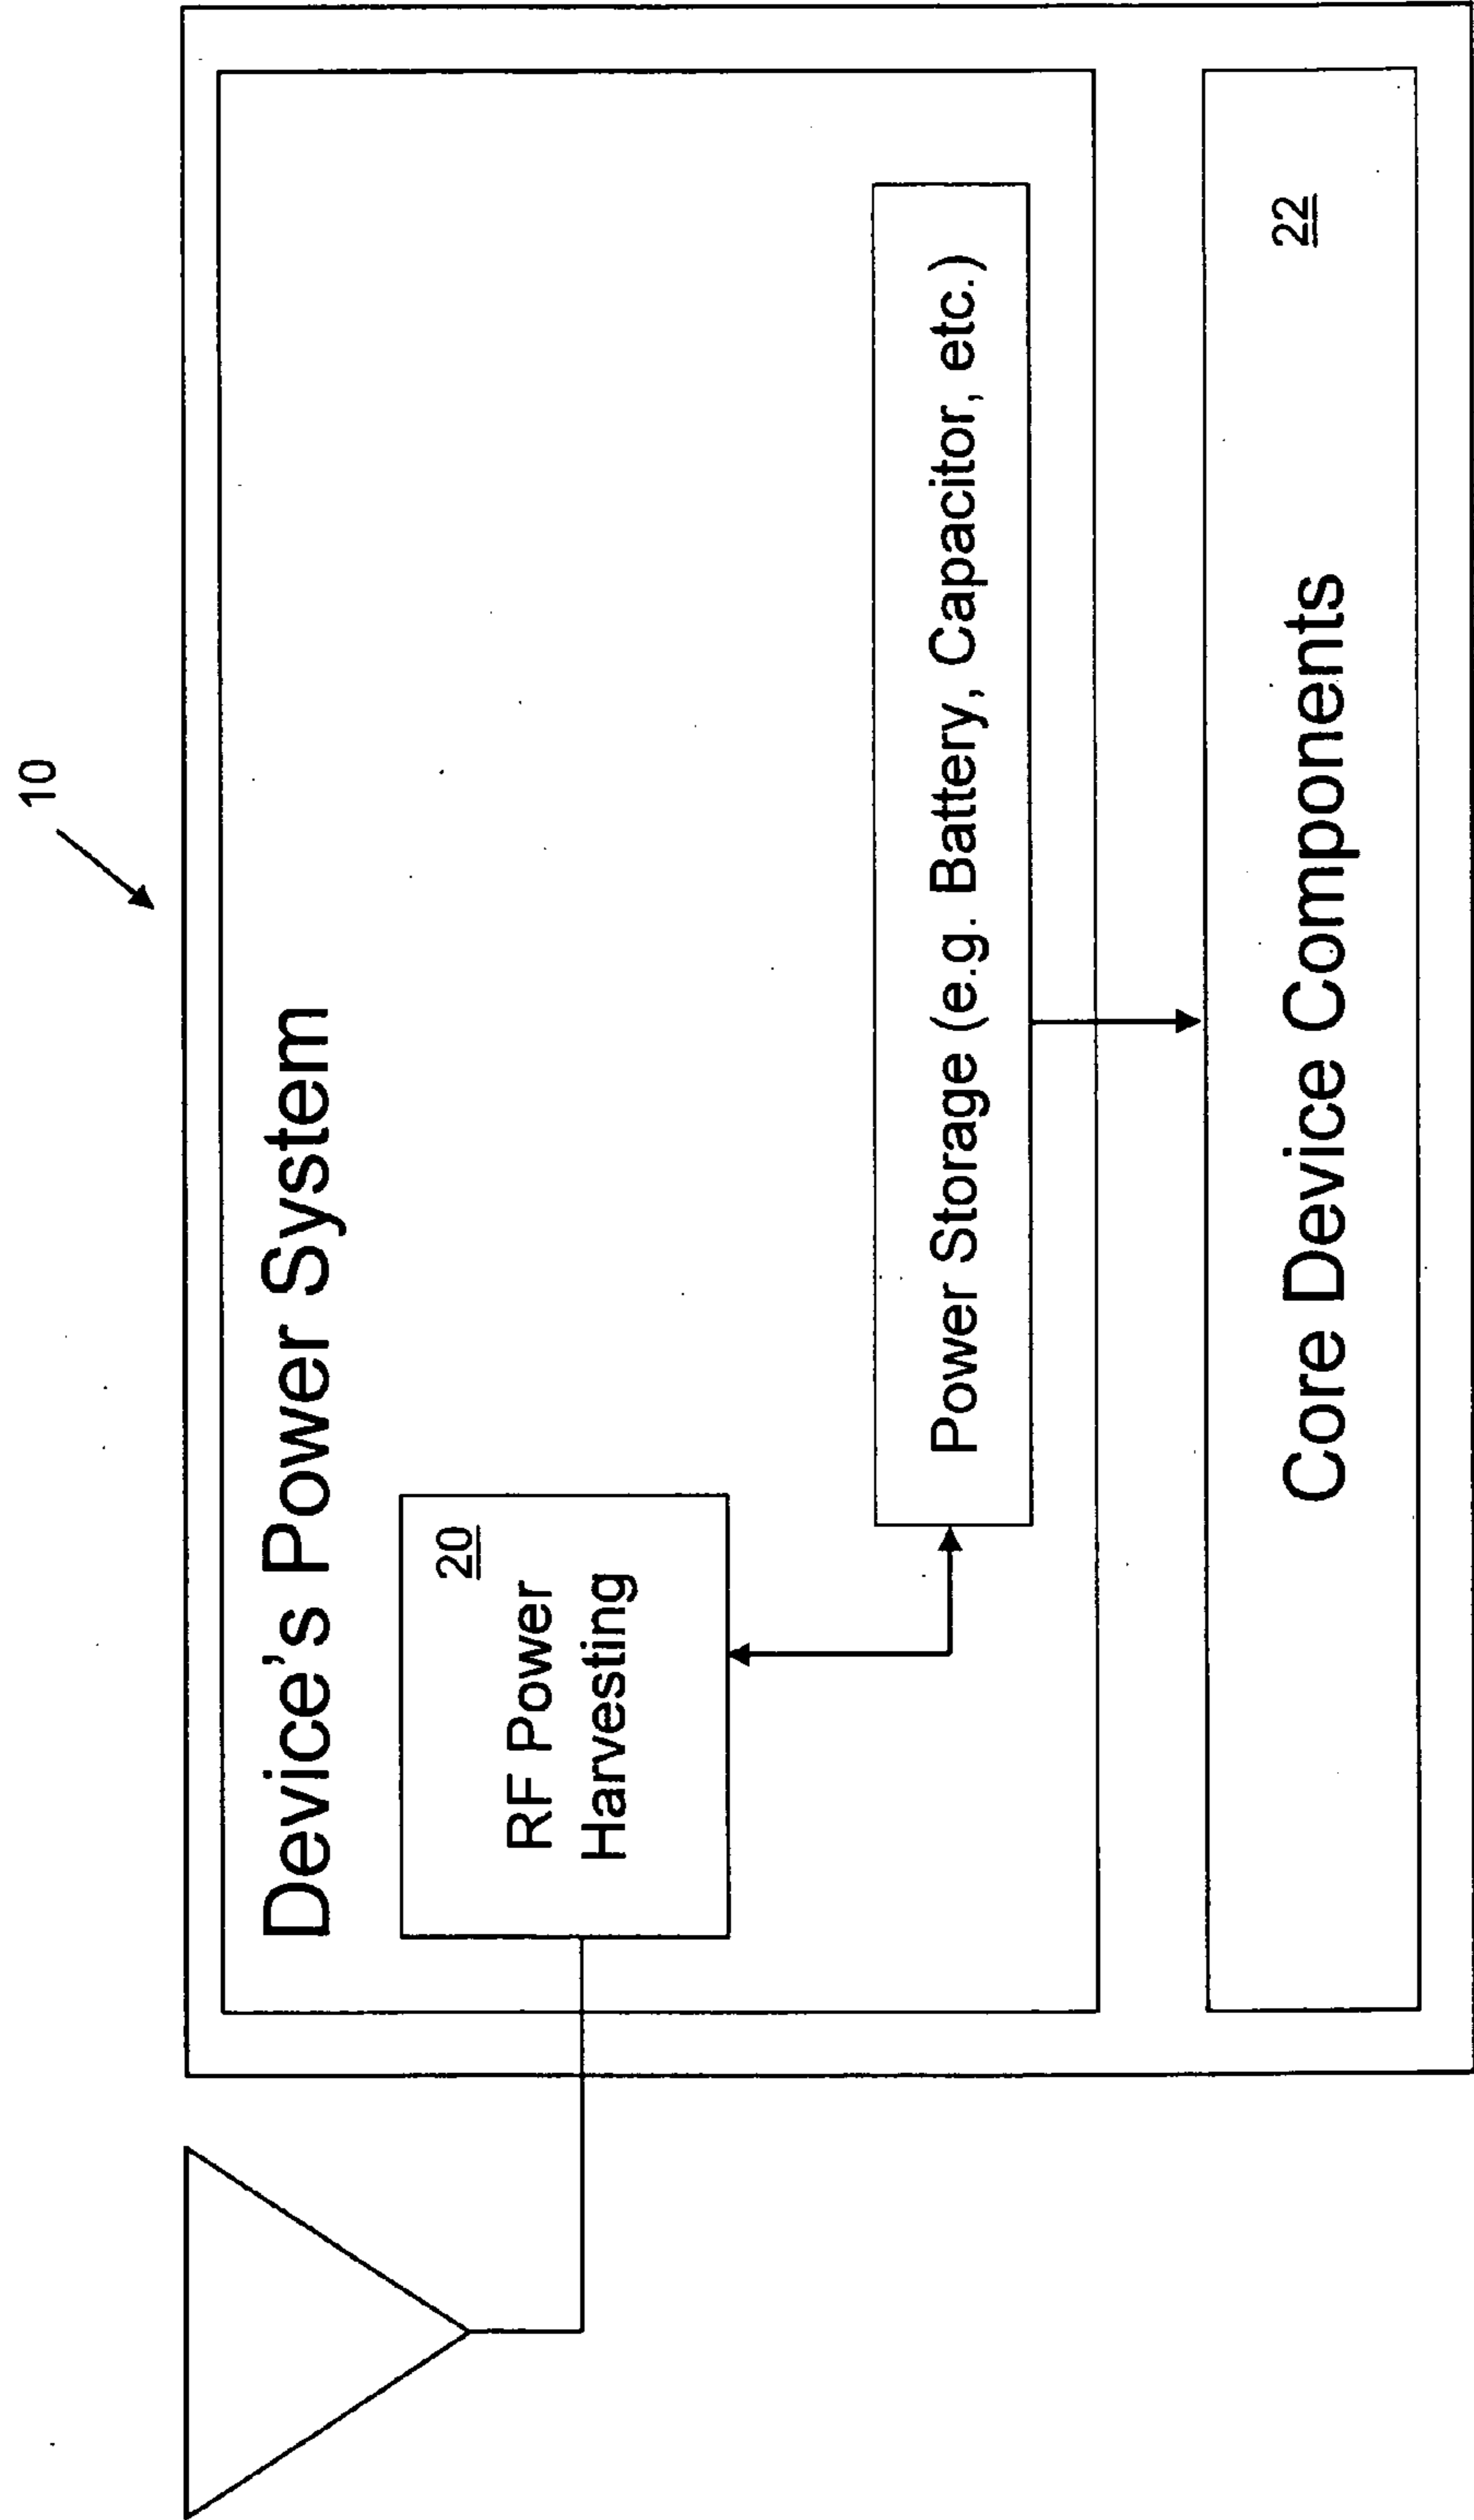 10
Device's Power System
20
RF Power
Harvesting
Power Storage (e.g. Battery, Capacitor, etc.)
22
Core Device Components